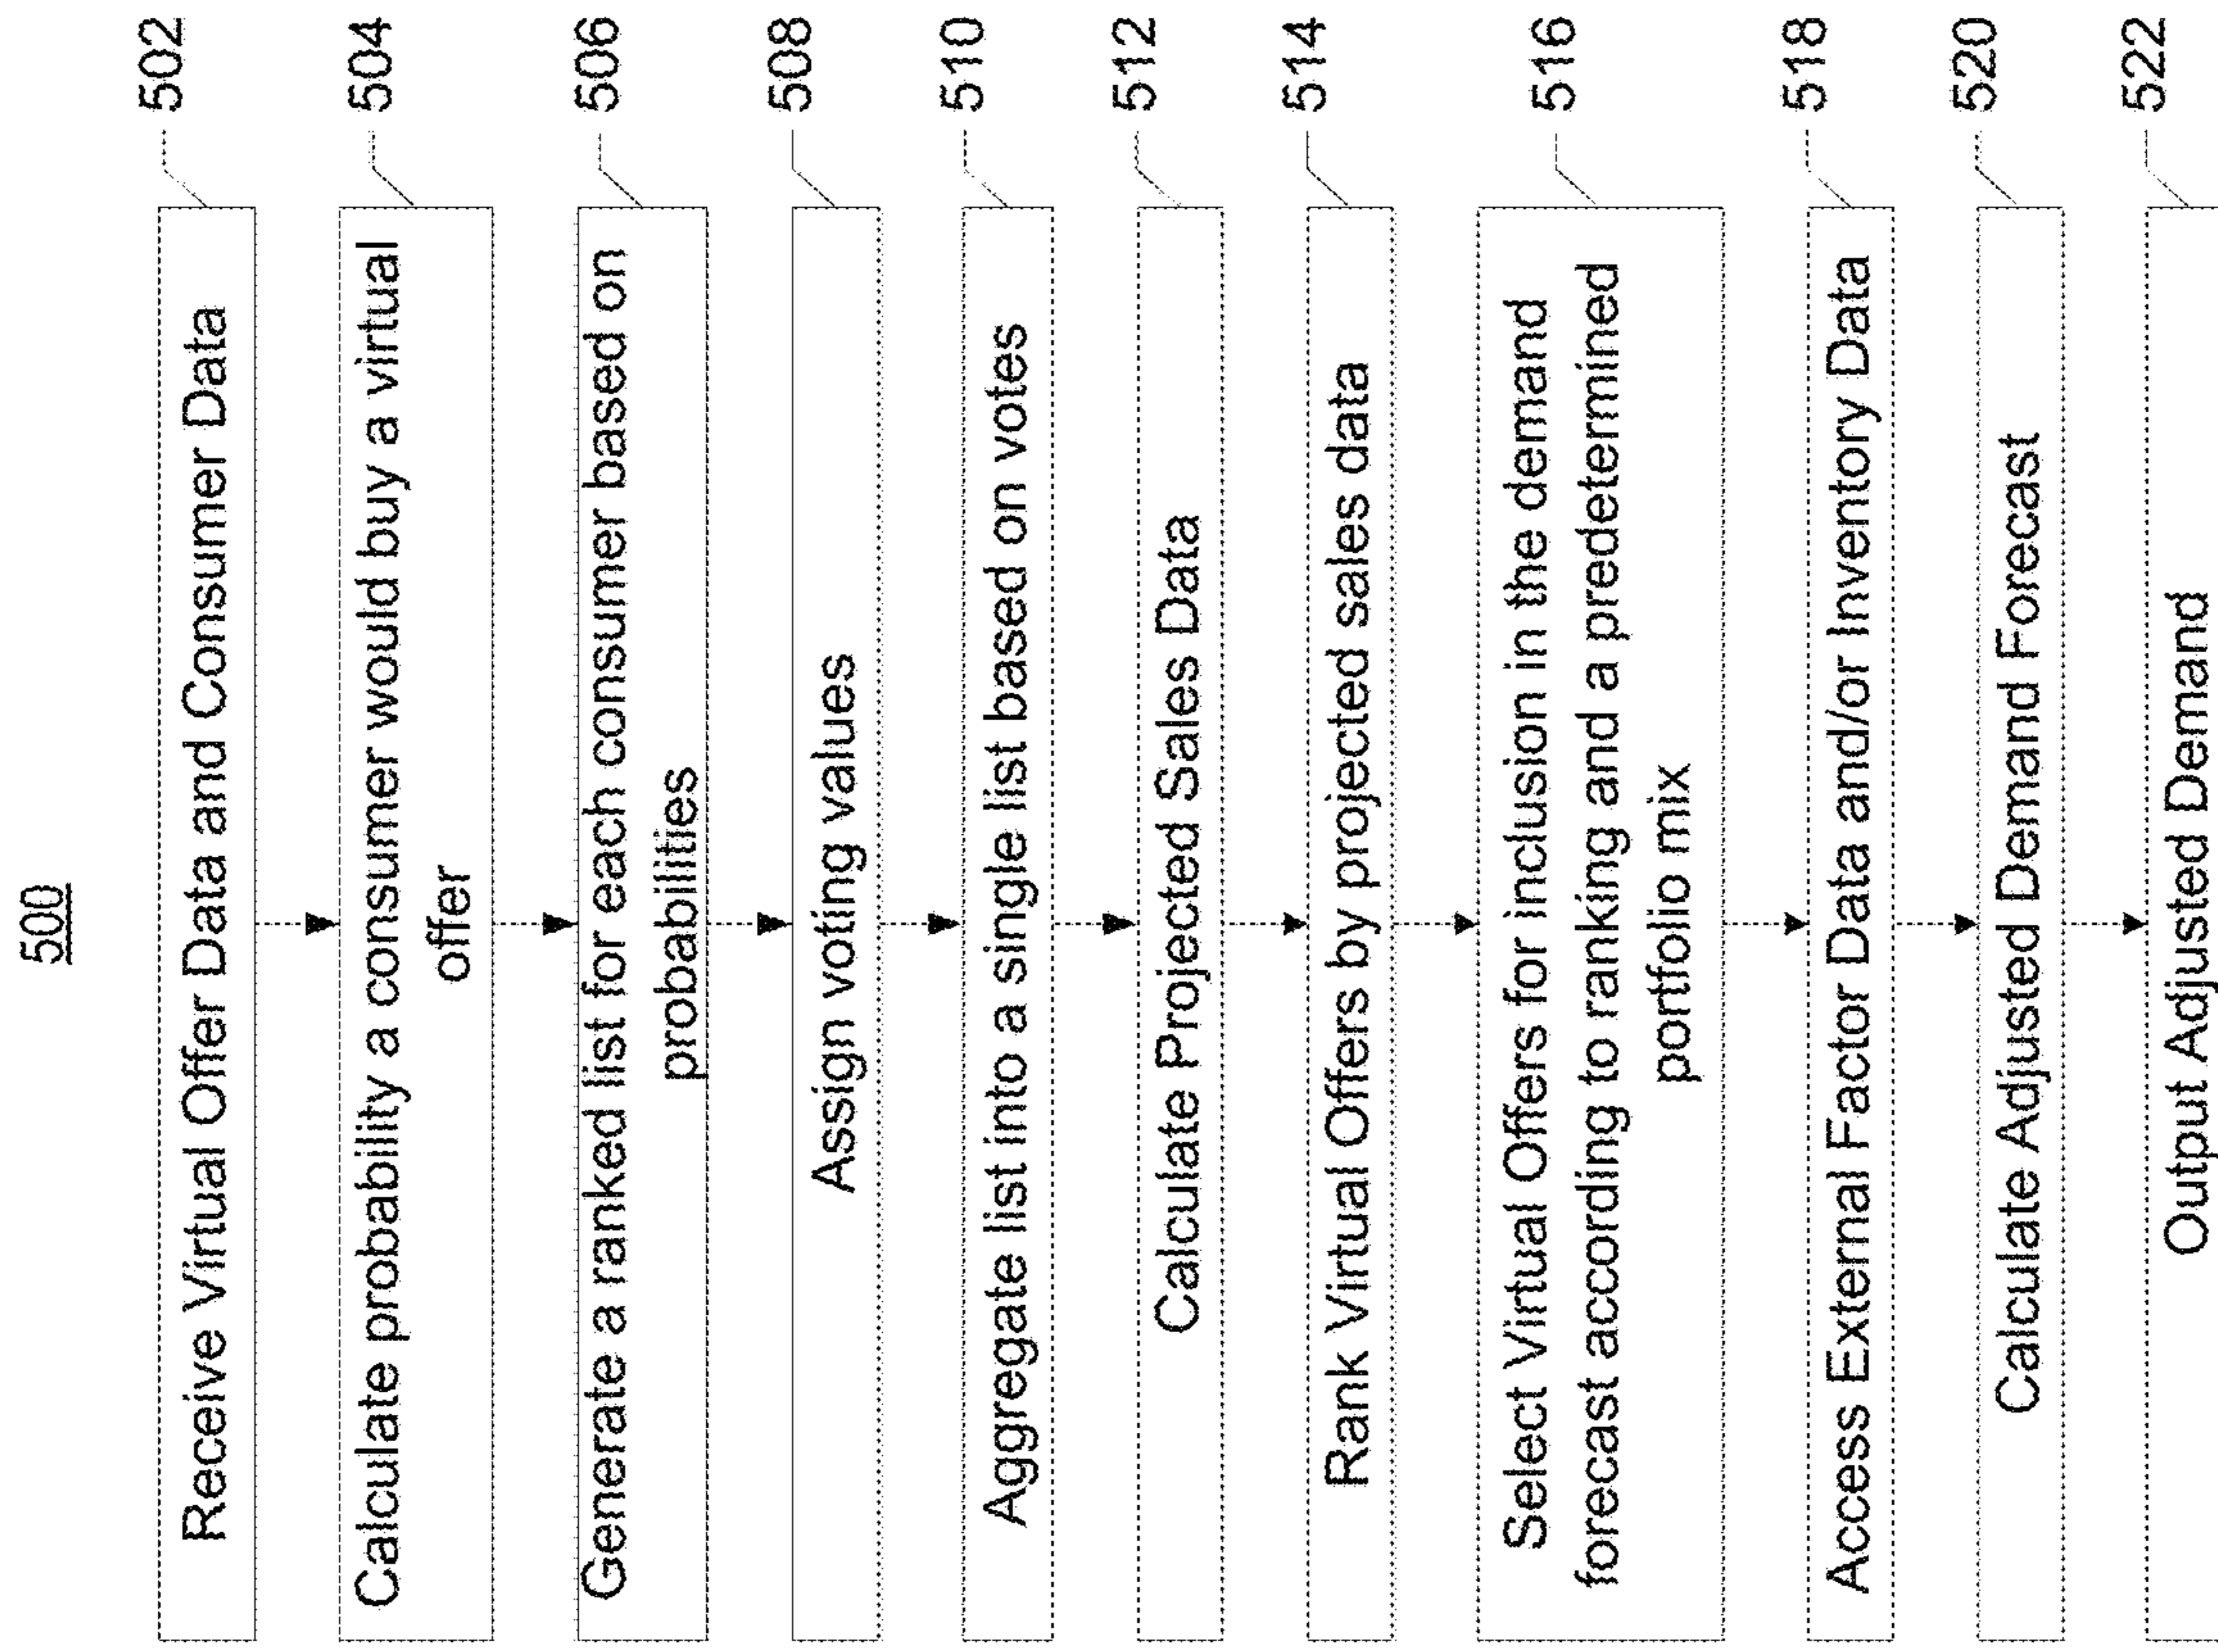 500
Receive Virtual Offer Data and Consumer Data
502
Calculate probability a consumer would buy a virtual
offer
504
Generate a ranked list for each consumer based on
probabilities
506
Assign voting values
508
Aggregate list into a single list based on votes
510
Calculate Projected Sales Data
512
Rank Virtual Offers by projected sales data
514
Select Virtual Offers for inclusion in the demand
forecast according to ranking and a predetermined
portfolio mix
516
Access External Factor Data and/or Inventory Data
518
Calculate Adjusted Demand Forecast
520
Output Adjusted Demand
522